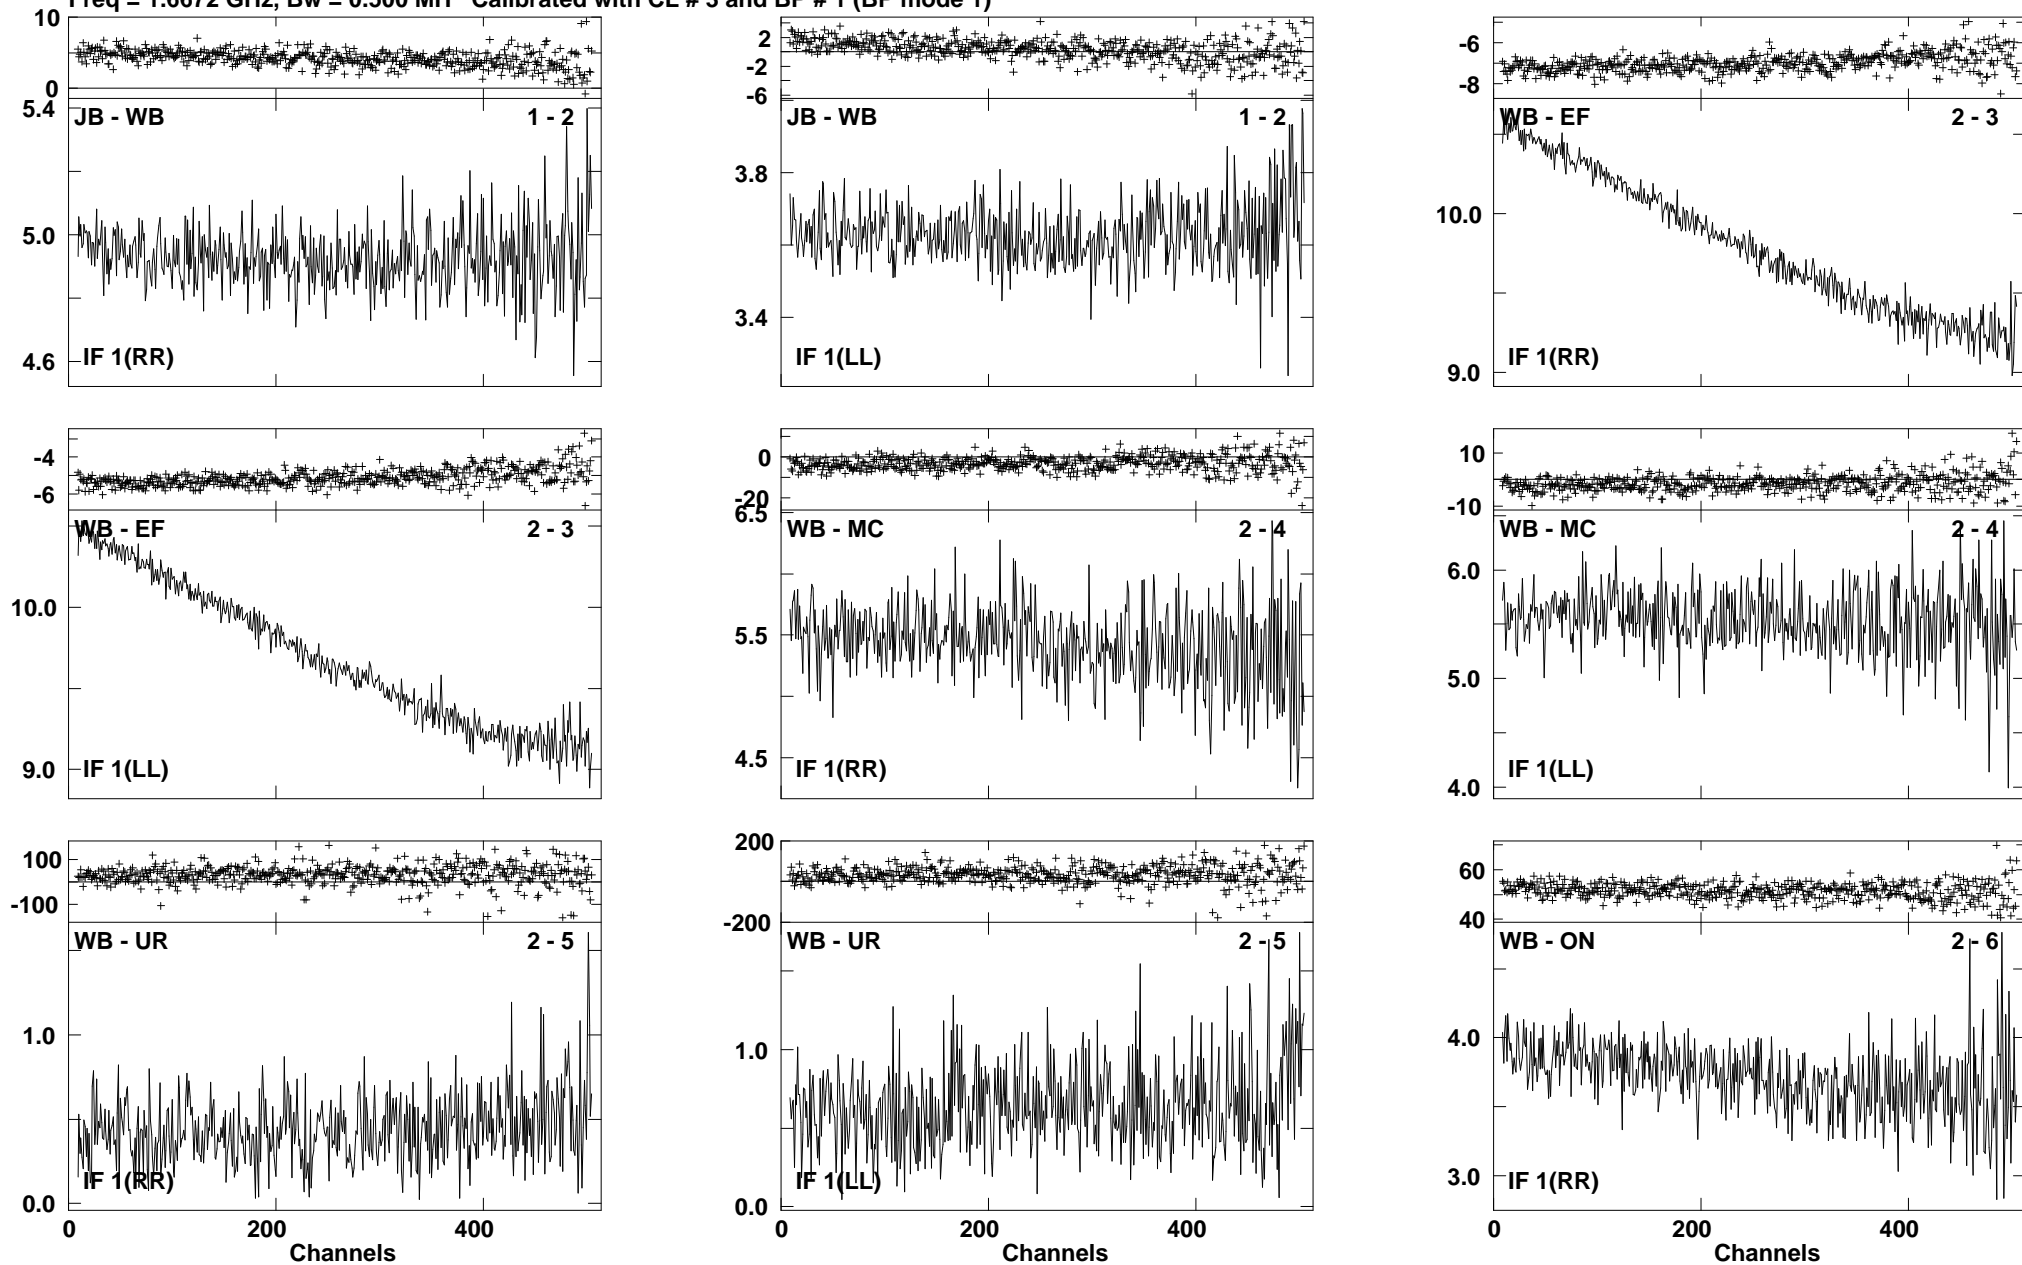 Freq = 1.6672 GHz, Bw = 0.500 MH Calibrated with CL # 3 and BP # 1 (BP mode 1)
10
0
5.4
5.0
4.6
JB - WB 1 - 2
IF 1(RR)
2
-2
-6
3.8
3.4
JB - WB 1 - 2
IF 1(LL)
-6
-8
10.0
9.0
WB - EF 2 - 3
IF 1(RR)
-4
-6
10.0
9.0
WB - EF 2 - 3
IF 1(LL)
0
-20
6.5
5.5
4.5
WB - MC 2 - 4
IF 1(RR)
10
-10
6.0
5.0
4.0
WB - MC 2 - 4
IF 1(LL)
100
-100
1.0
0.0
WB - UR 2 - 5
IF 1(RR)
0 200 400
Channels
200
-200
1.0
0.0
WB - UR 2 - 5
IF 1(LL)
0 200 400
Channels
60
40
4.0
3.0
WB - ON 2 - 6
IF 1(RR)
0 200 400
Channels